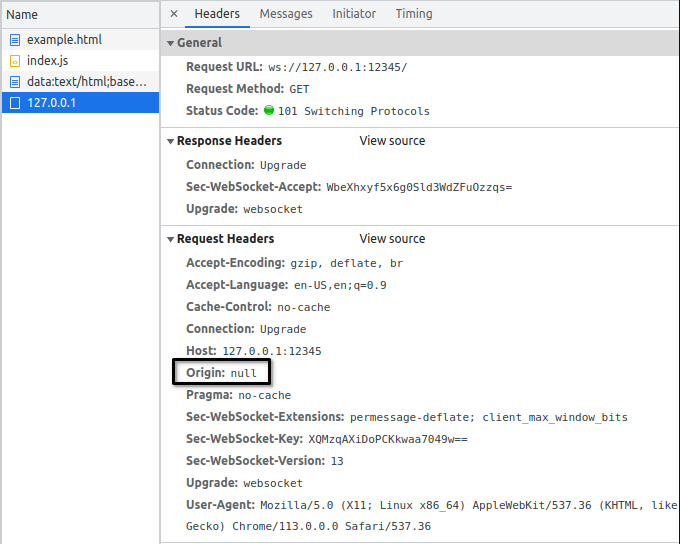 Name
× Headers Messages Initiator Timing
example.html
index.js
data:text/html;base…
127.0.0.1
General
Request URL: ws://127.0.0.1:12345/
Request Method: GET
Status Code: 101 Switching Protocols
Response Headers View source
Connection: Upgrade
Sec-WebSocket-Accept: WbeXhxyf5x6g0Sld3WdZFuOzzqs=
Upgrade: websocket
Request Headers View source
Accept-Encoding: gzip, deflate, br
Accept-Language: en-US,en;q=0.9
Cache-Control: no-cache
Connection: Upgrade
Host: 127.0.0.1:12345
Origin: null
Pragma: no-cache
Sec-WebSocket-Extensions: permessage-deflate; client_max_window_bits
Sec-WebSocket-Key: XQMzqAXiDoPCKkwaa7049w==
Sec-WebSocket-Version: 13
Upgrade: websocket
User-Agent: Mozilla/5.0 (X11; Linux x86_64) AppleWebKit/537.36 (KHTML, like
Gecko) Chrome/113.0.0.0 Safari/537.36